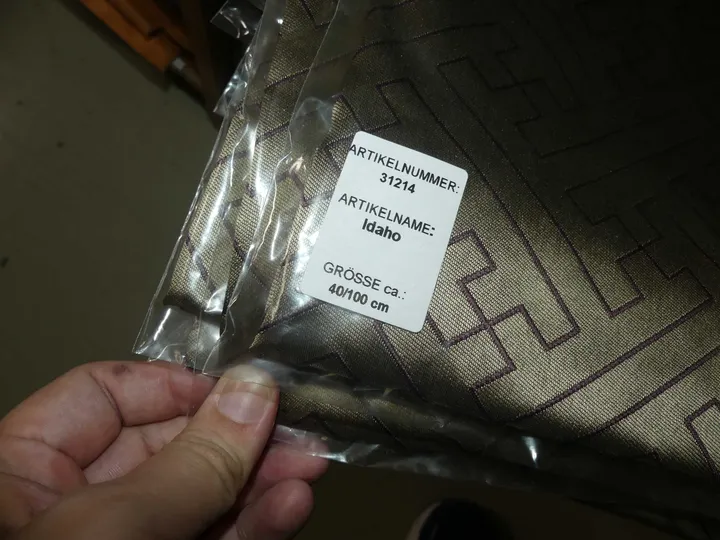 ARTIKELNUMMER:
31214
ARTIKELNAME:
Idaho
GRÖSSE ca.:
40/100 cm